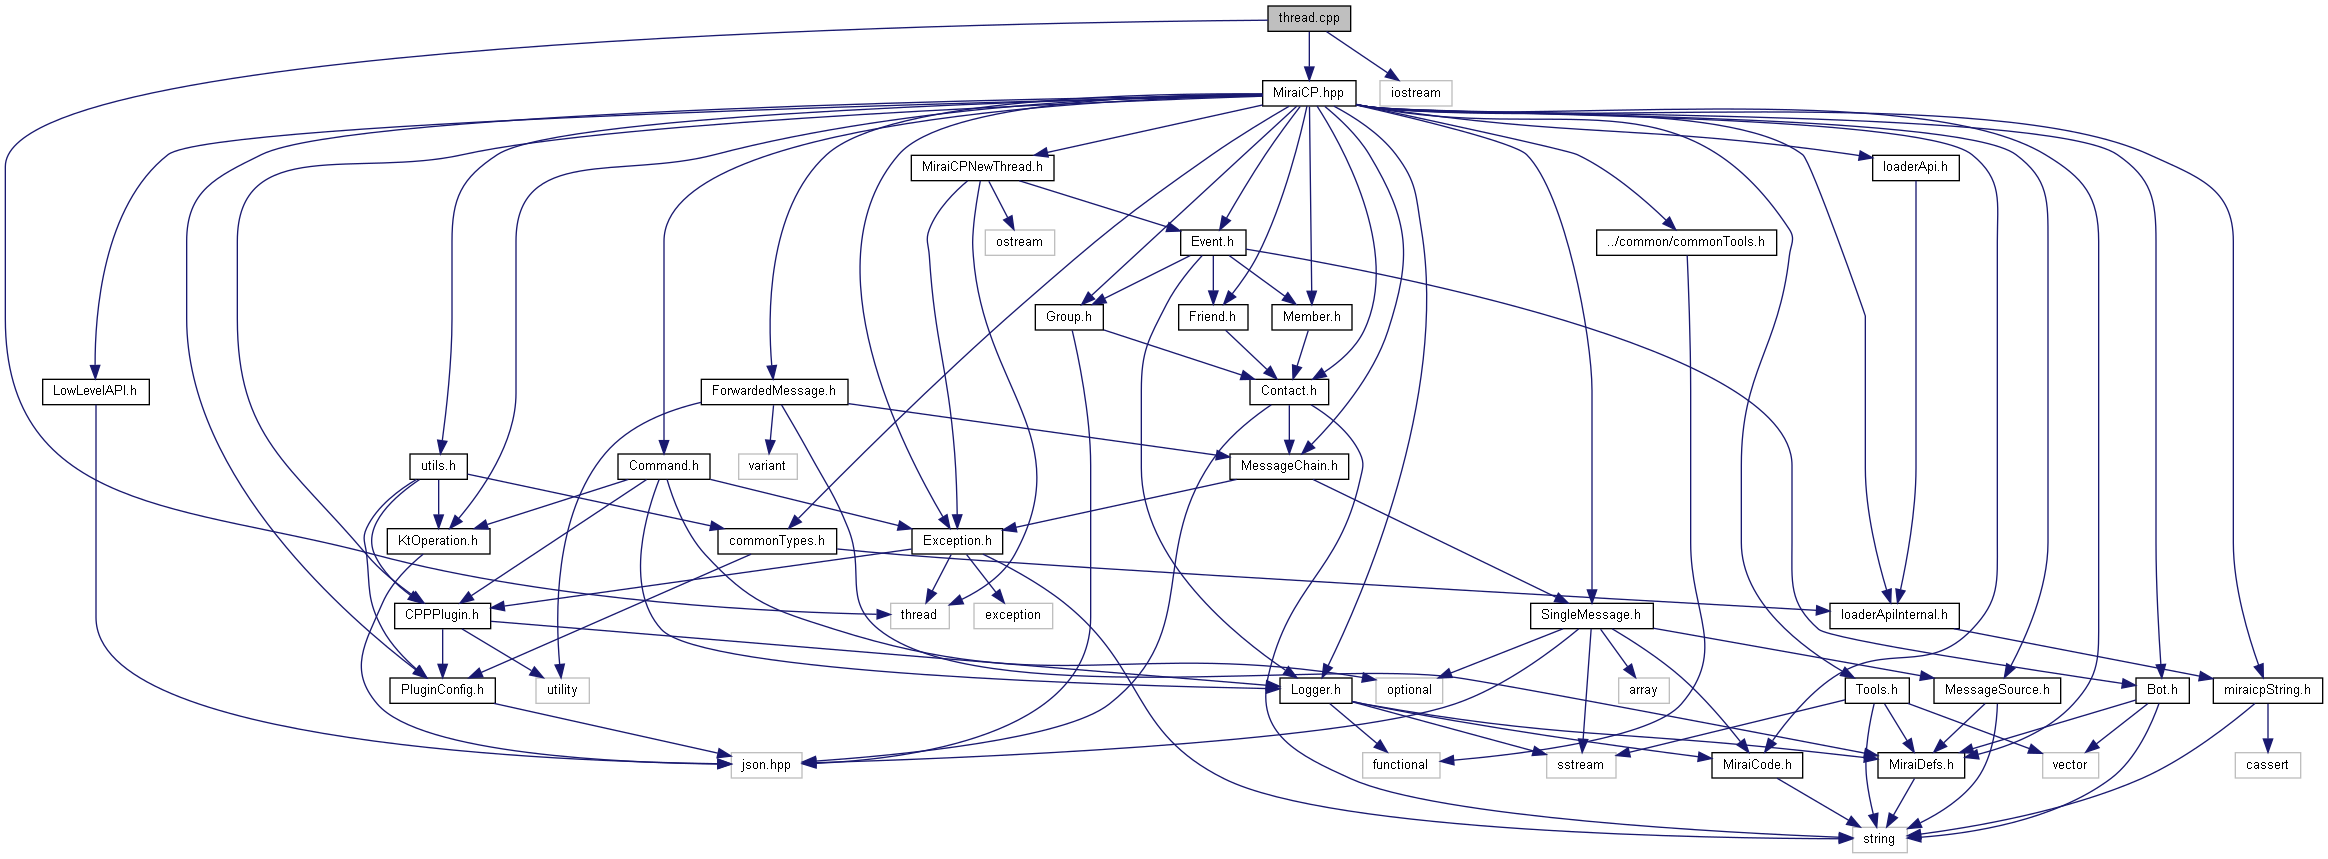 thread.cpp
MiraiCP.hpp
iostream
MiraiCPNewThread.h
loaderApi.h
ostream
Event.h
../common/commonTools.h
Group.h
Friend.h
Member.h
LowLevelAPI.h
ForwardedMessage.h
Contact.h
utils.h
Command.h
variant
MessageChain.h
KtOperation.h
commonTypes.h
Exception.h
CPPPlugin.h
thread
exception
SingleMessage.h
loaderApiInternal.h
PluginConfig.h
utility
Logger.h
optional
array
Tools.h
MessageSource.h
Bot.h
miraicpString.h
json.hpp
functional
sstream
MiraiCode.h
MiraiDefs.h
vector
cassert
string